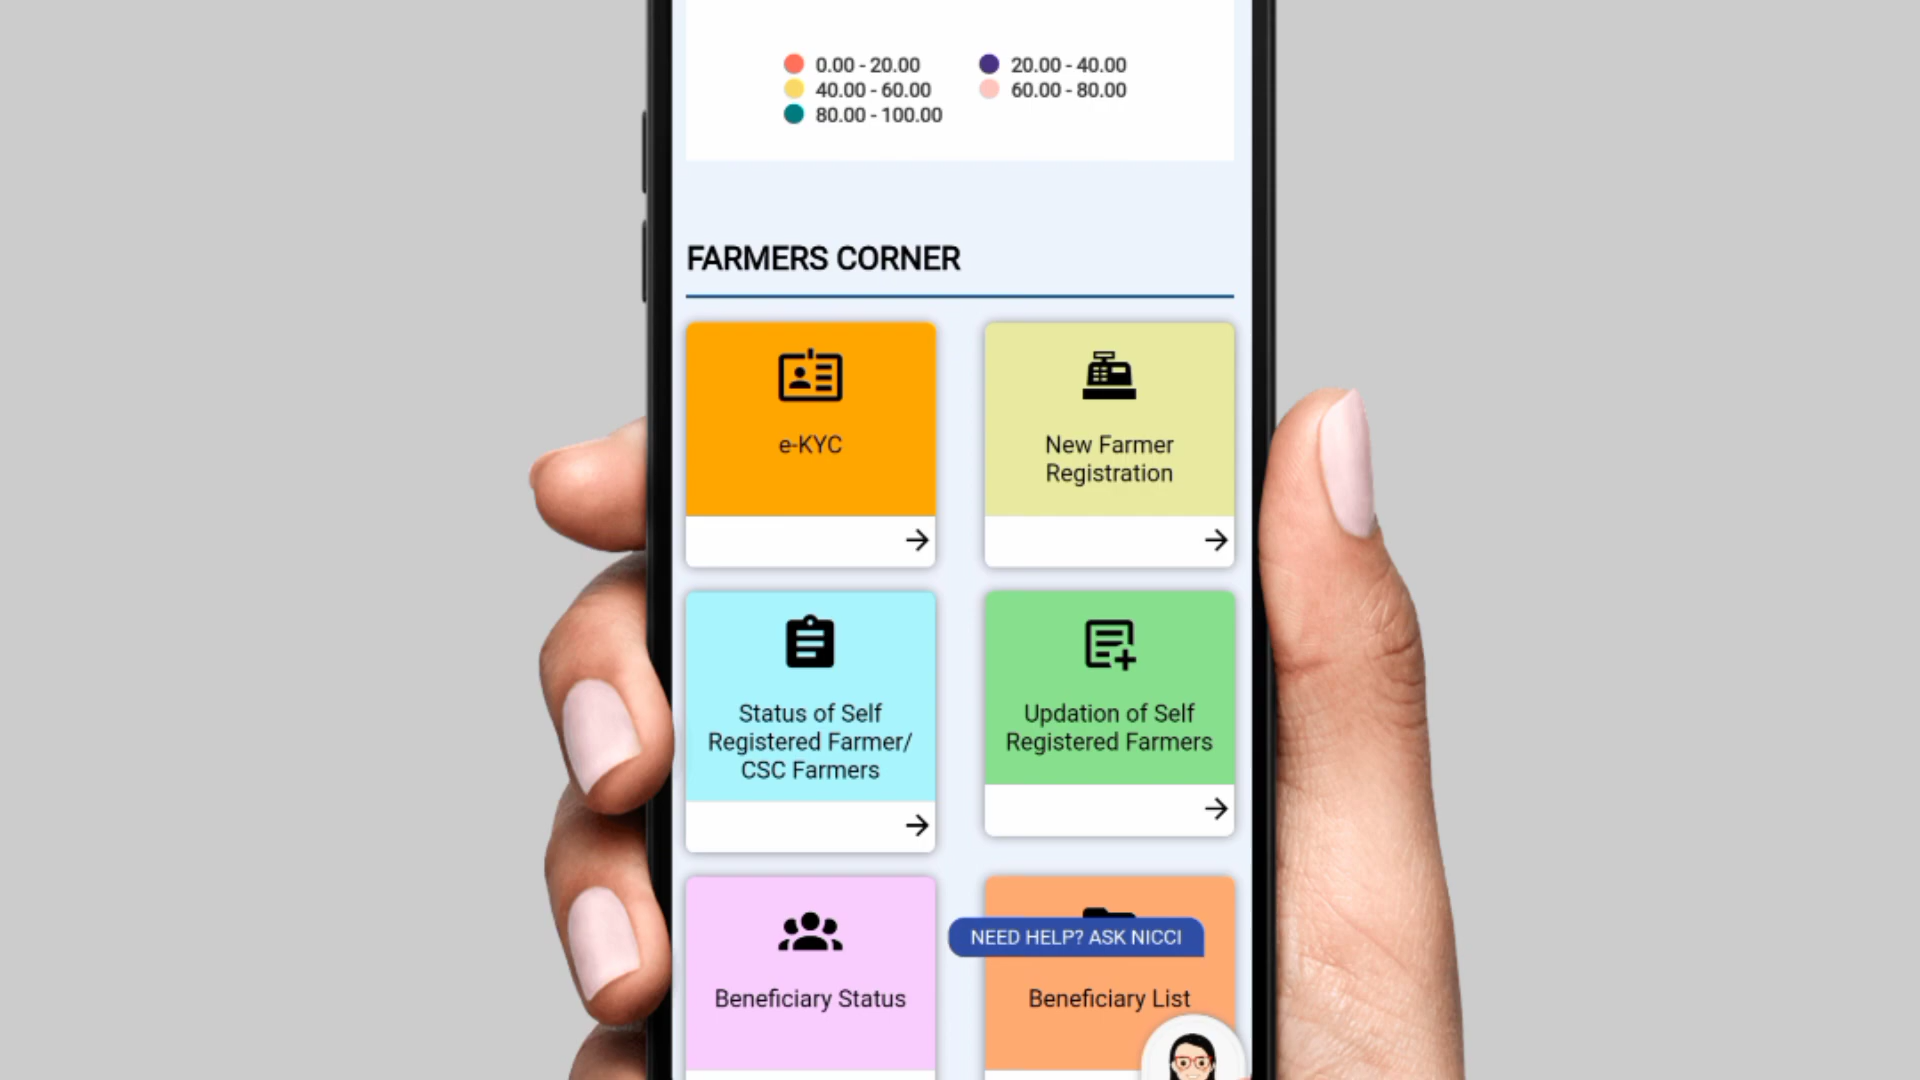 0.00 - 20.00
20.00 - 40.00
40.00 - 60.00
60.00 - 80.00
80.00 - 100.00
FARMERS CORNER
e-KYC
New Farmer
Registration
Status of Self
Registered Farmer/
CSC Farmers
Updation of Self
Registered Farmers
NEED HELP? ASK NICCI
Beneficiary Status
Beneficiary List